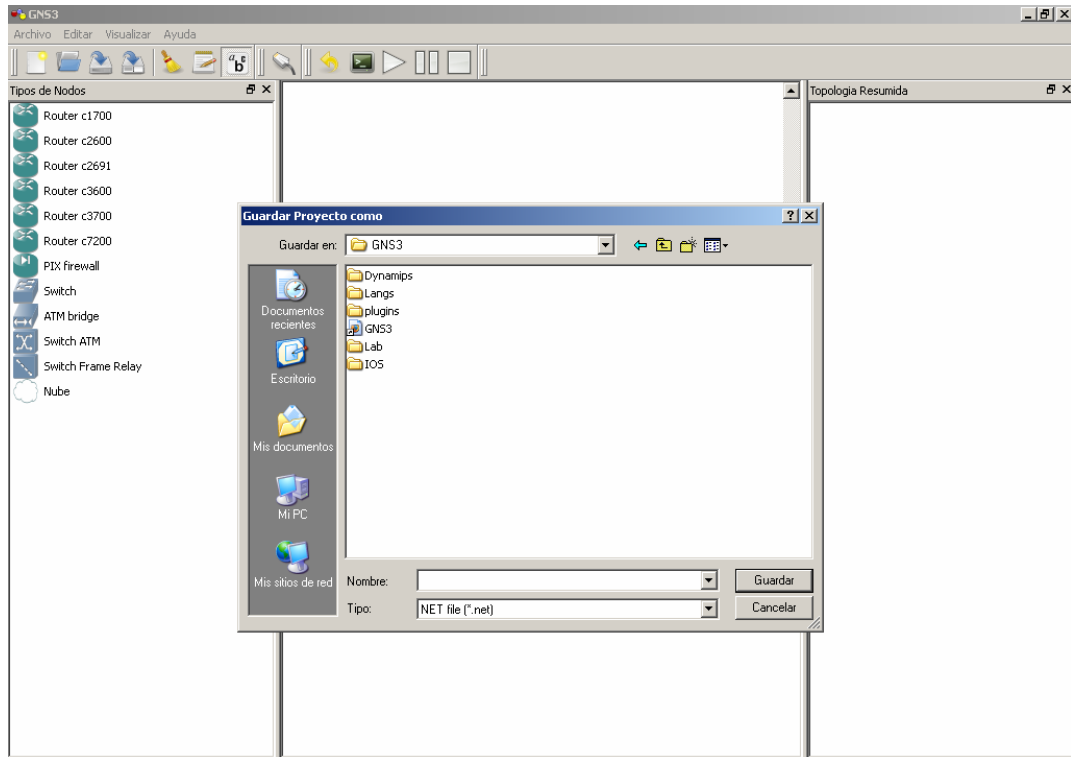 GNS3
Archivo Editar Visualizar Ayuda
Tipos de Nodos
Topologia Resumida
Router c1700
Router c2600
Router c2691
Router c3600
Router c3700
Router c7200
PIX firewall
Switch
ATM bridge
Switch ATM
Switch Frame Relay
Nube
Guardar Proyecto como
Guardar en: GNS3
Documentos recientes
Escritorio
Mis documentos
Mi PC
Mis sitios de red
Dynamips
Langs
plugins
GNS3
Lab
IOS
Nombre:
Guardar
Tipo: NET file (*.net)
Cancelar